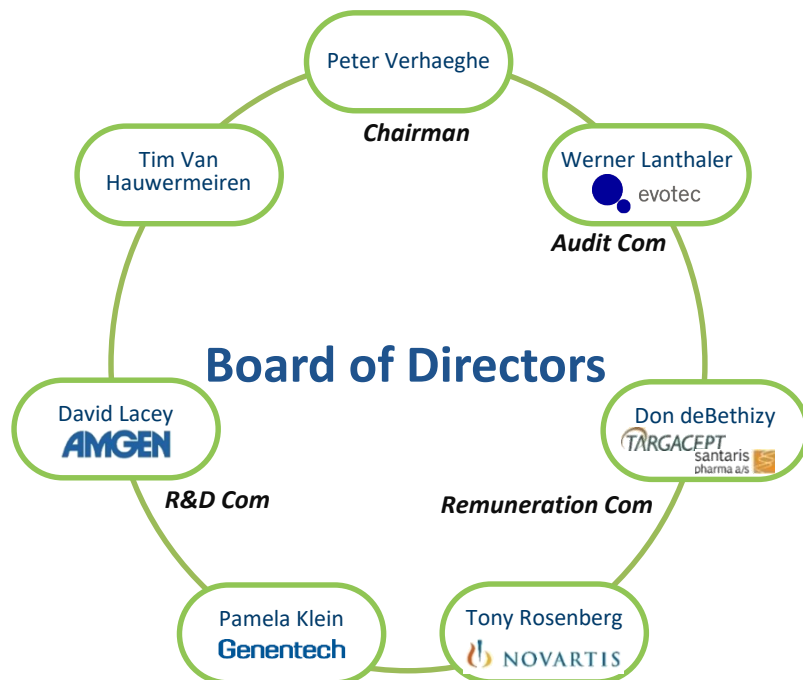 Peter Verhaeghe
Chairman
Tim Van
Hauwermeiren
Werner Lanthaler
evotec
Audit Com
Board of Directors
David Lacey
AMGEN
R&D Com
Don deBethizy
TARGACEPT
santaris
pharma a/s
Remuneration Com
Pamela Klein
Genentech
Tony Rosenberg
NOVARTIS